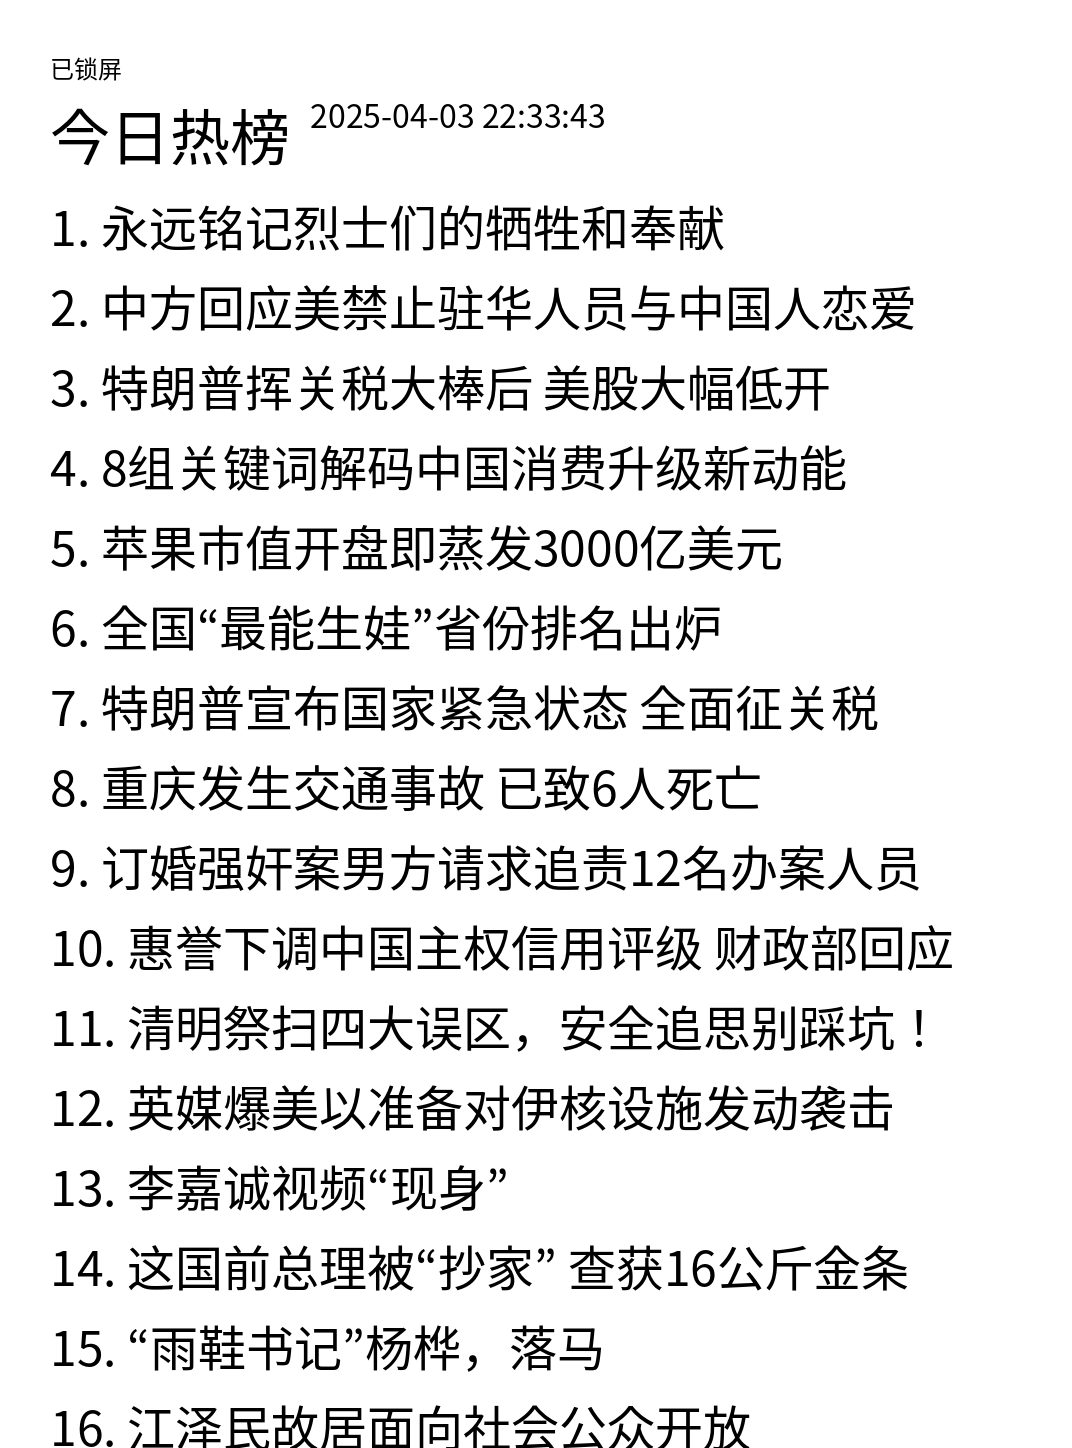 已锁屏
今日热榜 2025-04-03 22:33:43
1. 永远铭记烈士们的牺牲和奉献
2. 中方回应美禁止驻华人员与中国人恋爱
3. 特朗普挥关税大棒后 美股大幅低开
4. 8组关键词解码中国消费升级新动能
5. 苹果市值开盘即蒸发3000亿美元
6. 全国“最能生娃”省份排名出炉
7. 特朗普宣布国家紧急状态 全面征关税
8. 重庆发生交通事故 已致6人死亡
9. 订婚强奸案男方请求追责12名办案人员
10. 惠誉下调中国主权信用评级 财政部回应
11. 清明祭扫四大误区，安全追思别踩坑！
12. 英媒爆美以准备对伊核设施发动袭击
13. 李嘉诚视频“现身”
14. 这国前总理被“抄家” 查获16公斤金条
15. “雨鞋书记”杨桦，落马
16. 江泽民故居面向社会公众开放